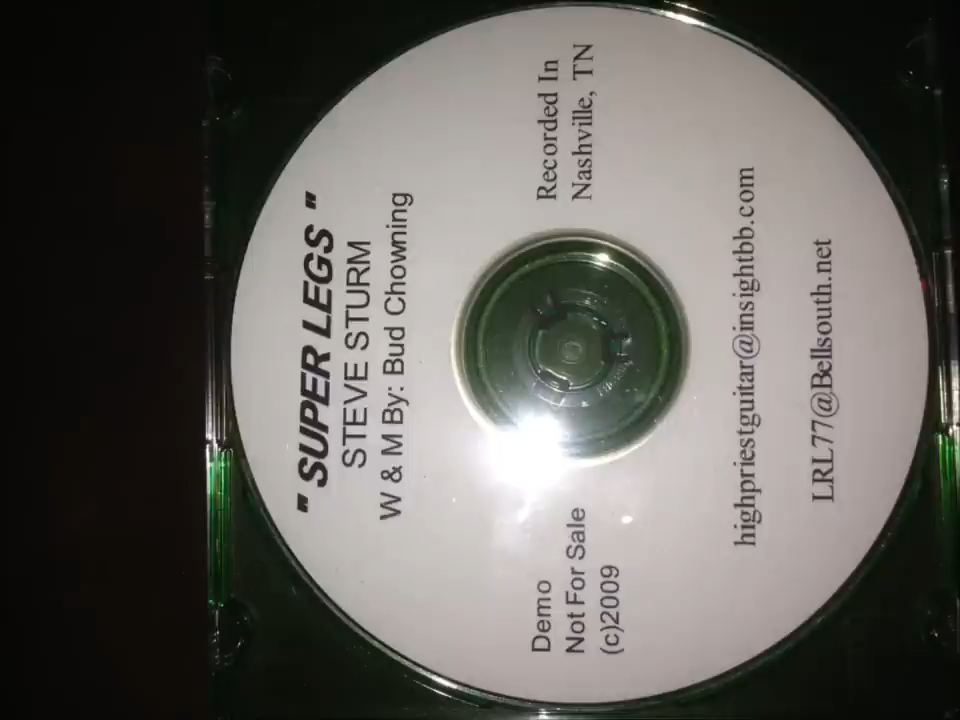 " SUPER LEGS "
STEVE STURM
W & M By: Bud Chowning
Demo
Not For Sale
(c)2009
Recorded In
Nashville, TN
highpriestguitar@insightbb.com
LRL77@Bellsouth.net